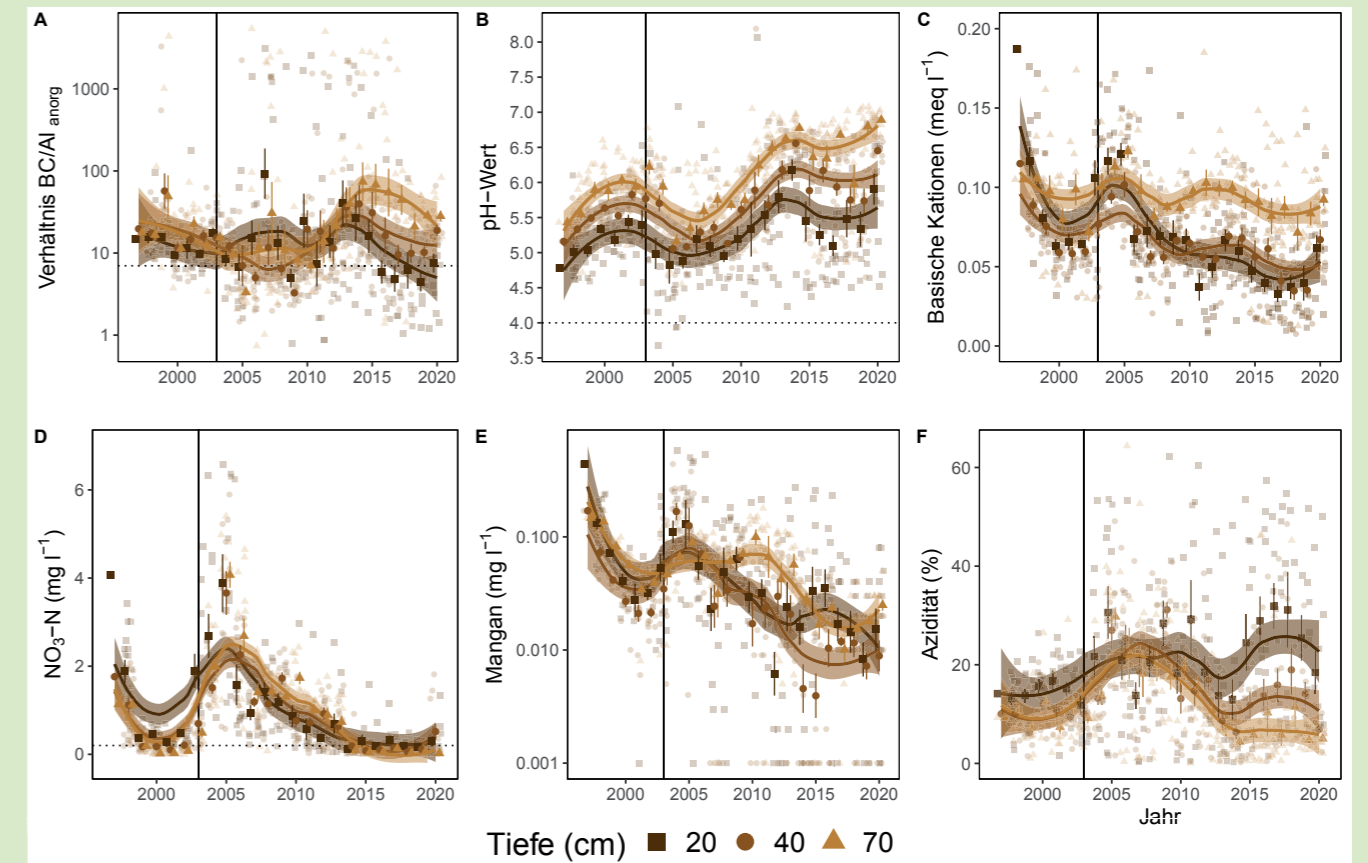 A
Verhältnis BC/Al anorg
1000
100
10
1
2000 2005 2010 2015 2020
B
pH−Wert
8.0
7.5
7.0
6.5
6.0
5.5
5.0
4.5
4.0
3.5
2000 2005 2010 2015 2020
C
Basische Kationen (meq l⁻¹)
0.20
0.15
0.10
0.05
0.00
2000 2005 2010 2015 2020
D
NO₃−N (mg l⁻¹)
6
4
2
0
2000 2005 2010 2015 2020
E
Mangan (mg l⁻¹)
0.100
0.010
0.001
2000 2005 2010 2015 2020
F
Azidität (%)
60
40
20
0
2000 2005 2010 2015 2020
Jahr
Tiefe (cm) 20 40 70